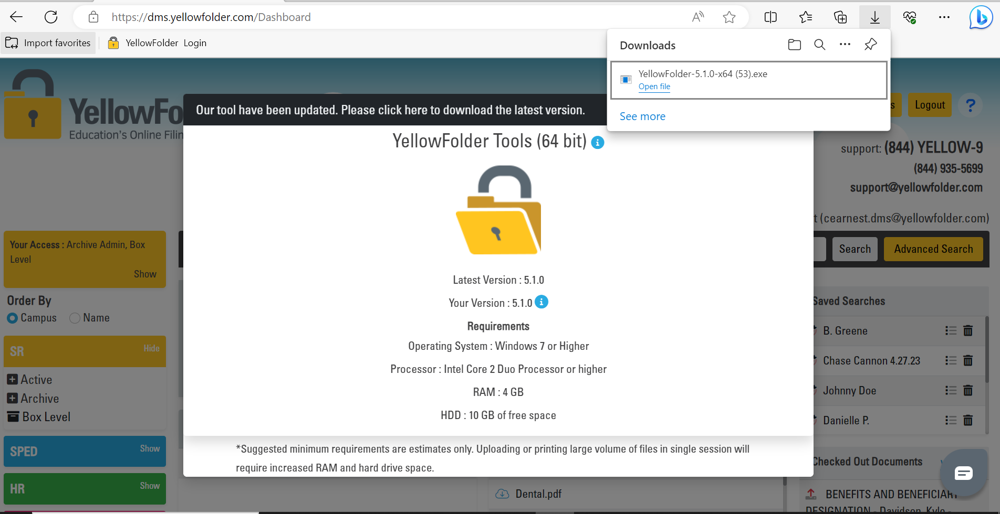 https://dms.yellowfolder.com/Dashboard
Import favorites
YellowFolder Login
Downloads
YellowFolder-5.1.0-x64 (53).exe
Open file
See more
YellowFo
Education's Online Filin
Our tool have been updated. Please click here to download the latest version.
s
Logout
?
YellowFolder Tools (64 bit)
support: (844) YELLOW-9
(844) 935-5699
support@yellowfolder.com
t (cearnest.dms@yellowfolder.com)
Search
Advanced Search
Your Access : Archive Admin, Box
Level
Show
Order By
Campus
Name
SR
Hide
Active
Archive
Box Level
SPED
Show
HR
Show
Latest Version : 5.1.0
Your Version : 5.1.0
Requirements
Operating System : Windows 7 or Higher
Processor : Intel Core 2 Duo Processor or higher
RAM : 4 GB
HDD : 10 GB of free space
*Suggested minimum requirements are estimates only. Uploading or printing large volume of files in single session will
require increased RAM and hard drive space.
Saved Searches
B. Greene
Chase Cannon 4.27.23
Johnny Doe
Danielle P.
Checked Out Documents
Dental.pdf
BENEFITS AND BENEFICIARY
DESIGNATION - Davidson, Kyle -